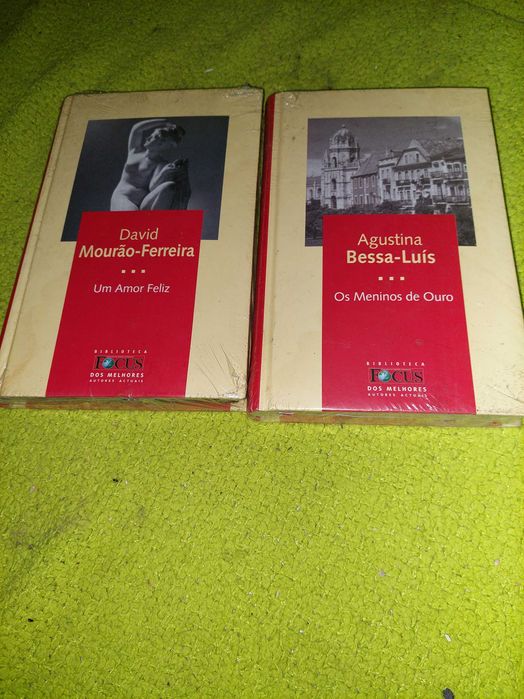 David
Mourão-Ferreira
Um Amor Feliz
BIBLIOTECA
FOCUS
DOS MELHORES
AUTORES ACTUAIS
Agustina
Bessa-Luís
Os Meninos de Ouro
BIBLIOTECA
FOCUS
DOS MELHORES
AUTORES ACTUAIS